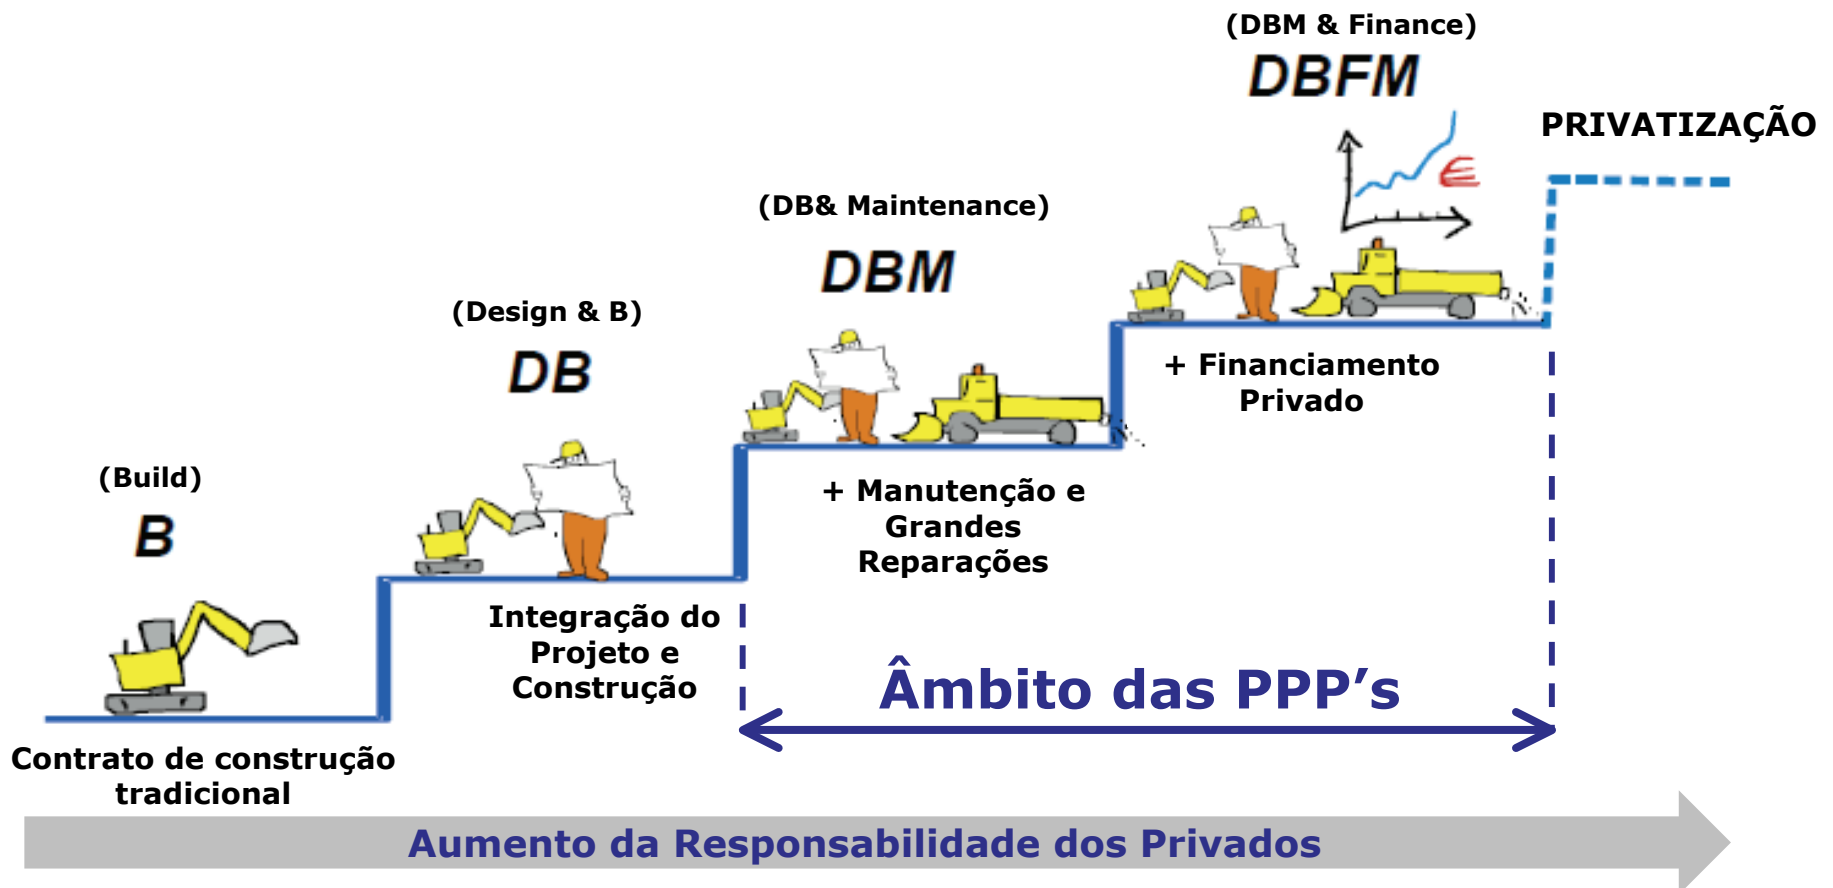 (Build)
B
Contrato de construção
tradicional
(Design & B)
DB
Integração do
Projeto e
Construção
(DB& Maintenance)
DBM
+ Manutenção e
Grandes
Reparações
(DBM & Finance)
DBFM
€
+ Financiamento
Privado
PRIVATIZAÇÃO
Âmbito das PPP’s
Aumento da Responsabilidade dos Privados